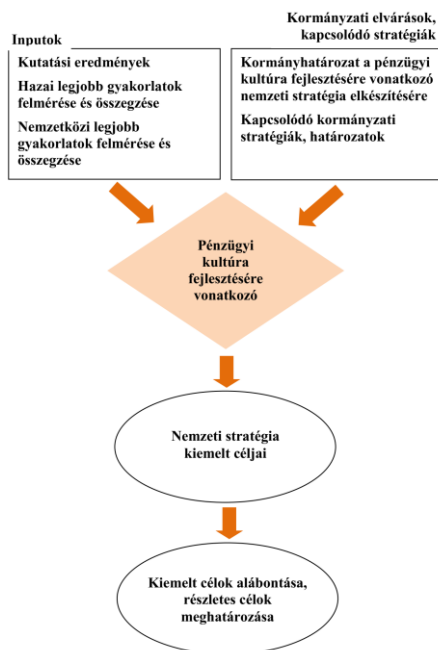 Inputok
Kutatási eredmények
Hazai legjobb gyakorlatok
felmérése és összegzése
Nemzetközi legjobb
gyakorlatok felmérése és
összegzése
Kormányzati elvárások,
kapcsolódó stratégiák
Kormányhatározat a pénzügyi
kultúra fejlesztésére vonatkozó
nemzeti stratégia elkészítésére
Kapcsolódó kormányzati
stratégiák, határozatok
Pénzügyi
kultúra
fejlesztésére
vonatkozó
Nemzeti stratégia
kiemelt céljai
Kiemelt célok alábontása,
részletes célok
meghatározása